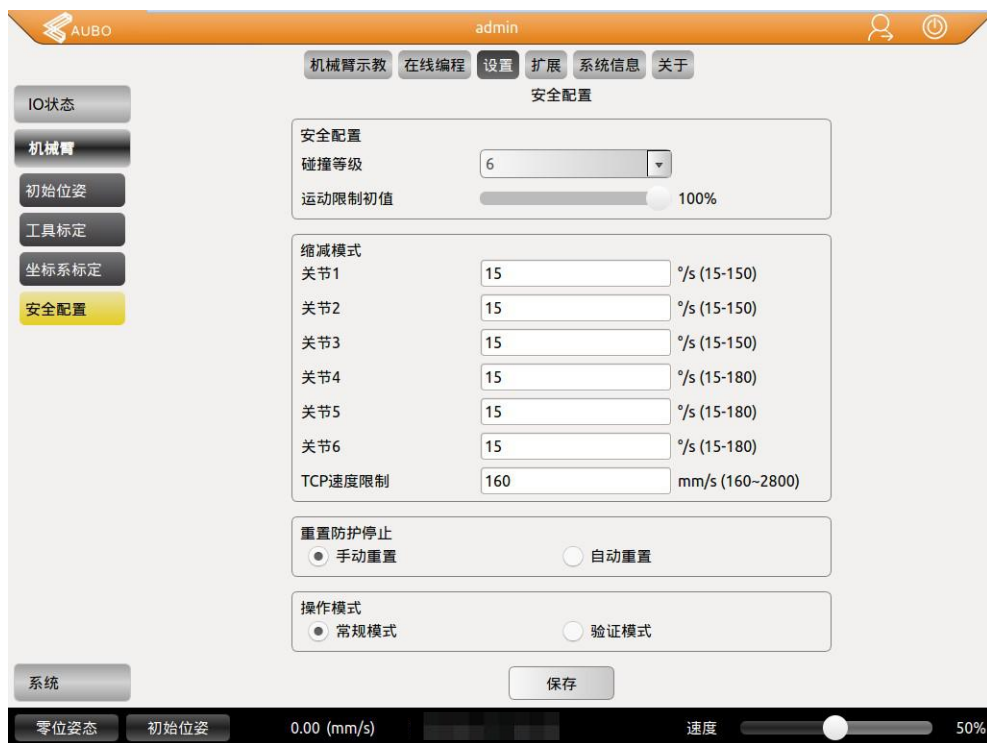 AUBO
admin
机械臂示教 在线编程 设置 扩展 系统信息 关于
安全配置
IO状态
机械臂
初始位姿
工具标定
坐标系标定
安全配置
安全配置
碰撞等级 6
运动限制初值 100%
缩减模式
关节1 15 °/s (15-150)
关节2 15 °/s (15-150)
关节3 15 °/s (15-150)
关节4 15 °/s (15-180)
关节5 15 °/s (15-180)
关节6 15 °/s (15-180)
TCP速度限制 160 mm/s (160~2800)
重置防护停止
手动重置 自动重置
操作模式
常规模式 验证模式
系统 保存
零位姿态 初始位姿 0.00 (mm/s) 速度 50%